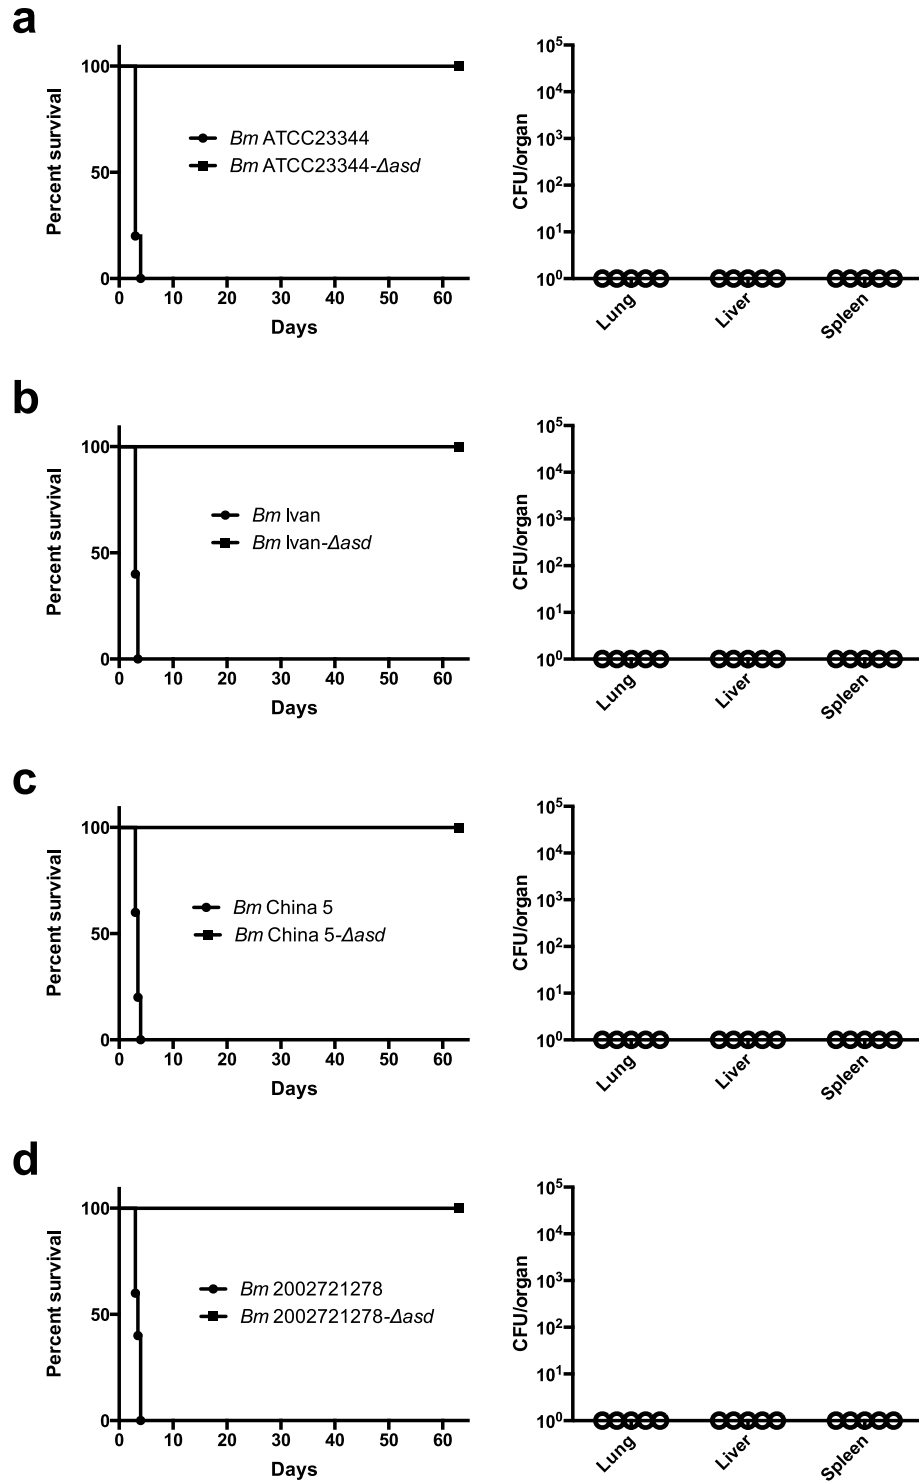 a
Percent survival
100
50
0
0 10 20 30 40 50 60
Days
Bm ATCC23344
Bm ATCC23344-Δasd
CFU/organ
10⁵
10⁴
10³
10²
10¹
10⁰
Lung Liver Spleen
b
Percent survival
100
50
0
0 10 20 30 40 50 60
Days
Bm Ivan
Bm Ivan-Δasd
CFU/organ
10⁵
10⁴
10³
10²
10¹
10⁰
Lung Liver Spleen
c
Percent survival
100
50
0
0 10 20 30 40 50 60
Days
Bm China 5
Bm China 5-Δasd
CFU/organ
10⁵
10⁴
10³
10²
10¹
10⁰
Lung Liver Spleen
d
Percent survival
100
50
0
0 10 20 30 40 50 60
Days
Bm 2002721278
Bm 2002721278-Δasd
CFU/organ
10⁵
10⁴
10³
10²
10¹
10⁰
Lung Liver Spleen